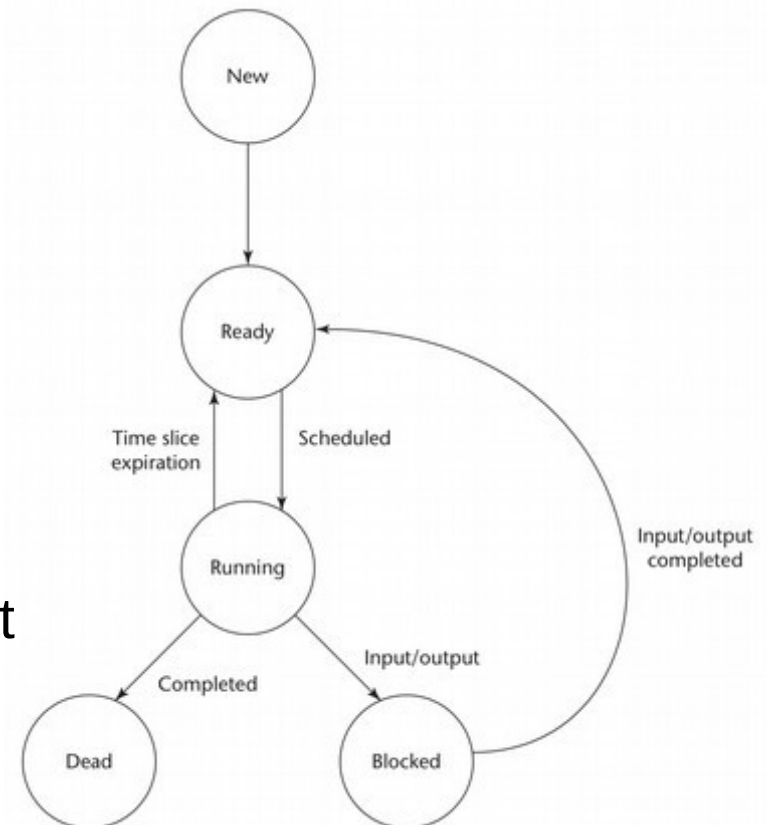 New
Ready
Time slice
expiration
Scheduled
Running
Input/output
completed
t
Input/output
Completed
Dead
Blocked